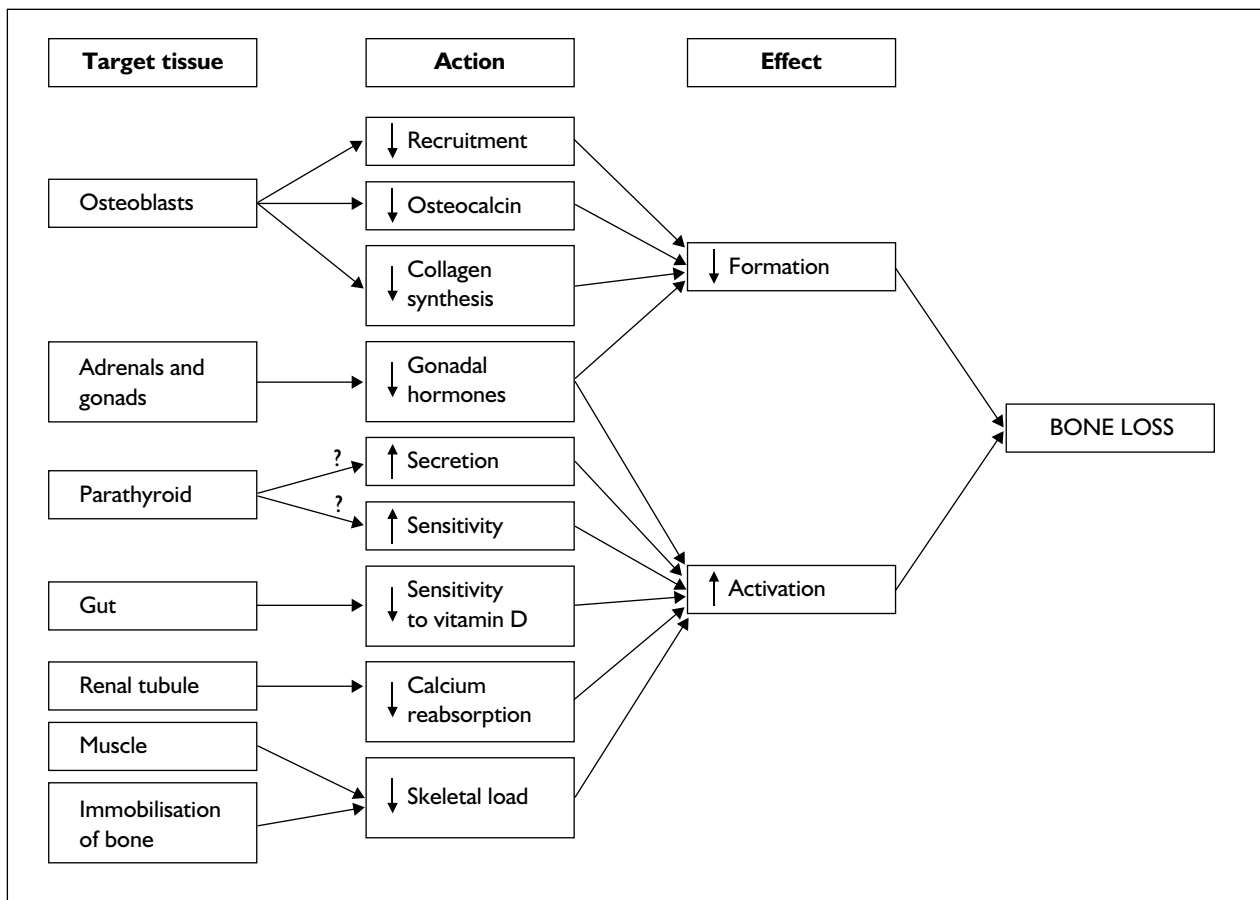 Target tissue
Action
Effect
Osteoblasts
↓ Recruitment
↓ Osteocalcin
↓ Collagen
synthesis
↓ Formation
Adrenals and
gonads
↓ Gonadal
hormones
BONE LOSS
Parathyroid
?
?
↑ Secretion
↑ Sensitivity
Gut
↓ Sensitivity
to vitamin D
↑ Activation
Renal tubule
↓ Calcium
reabsorption
Muscle
Immobilisation
of bone
↓ Skeletal load